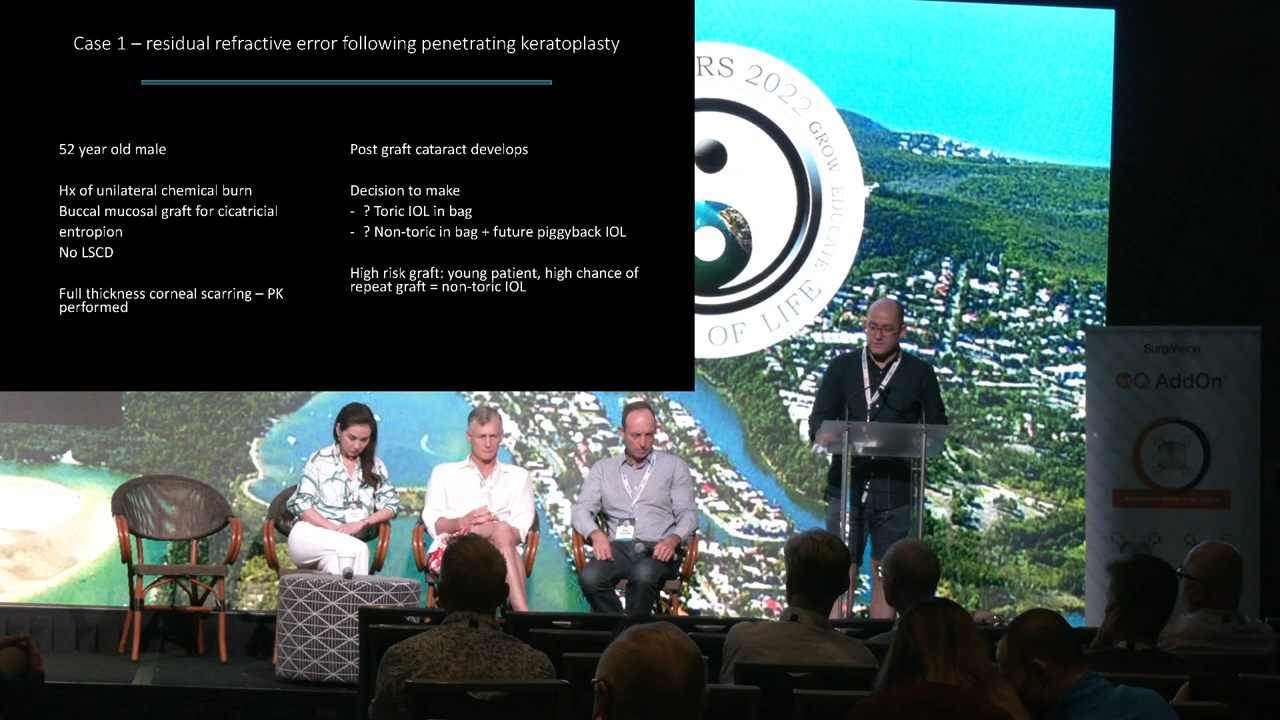 Case 1 – residual refractive error following penetrating keratoplasty
52 year old male
Hx of unilateral chemical burn
Buccal mucosal graft for cicatricial
entropion
No LSCD
Full thickness corneal scarring – PK
performed
Post graft cataract develops
Decision to make
- ? Toric IOL in bag
- ? Non-toric in bag + future piggyback IOL
High risk graft: young patient, high chance of
repeat graft = non-toric IOL
RS 2022
GROW EDUCATE
OF LIFE
SurgiVision
1stQ AddOn®